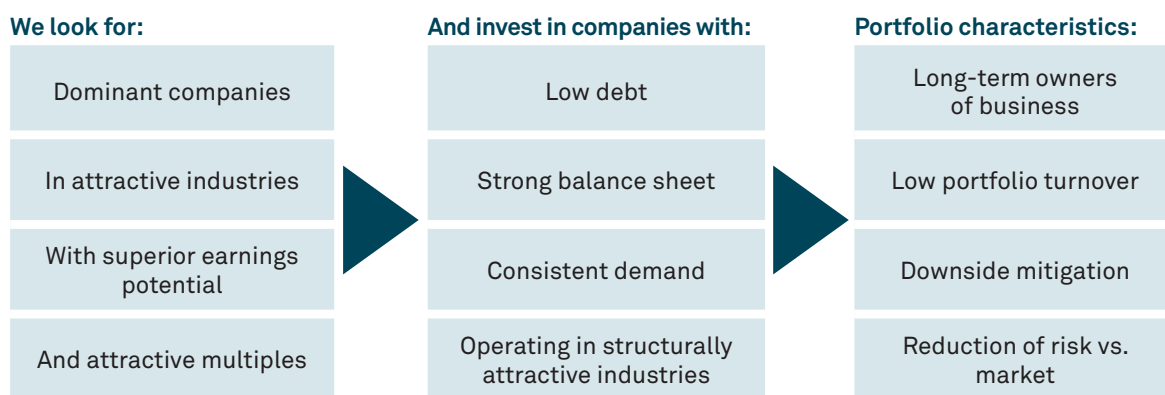 We look for:
Dominant companies
In attractive industries
With superior earnings
potential
And attractive multiples
And invest in companies with:
Low debt
Strong balance sheet
Consistent demand
Operating in structurally
attractive industries
Portfolio characteristics:
Long-term owners
of business
Low portfolio turnover
Downside mitigation
Reduction of risk vs.
market